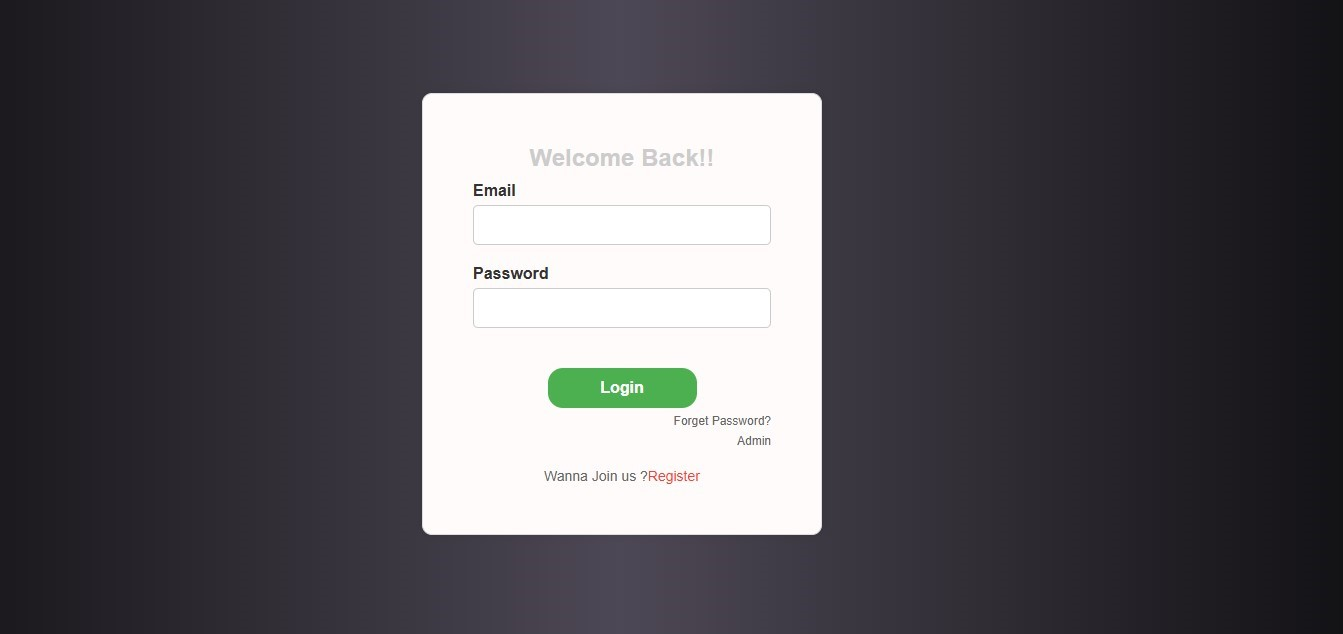 Welcome Back!!
Email
Password
Login
Forget Password?
Admin
Wanna Join us ?Register